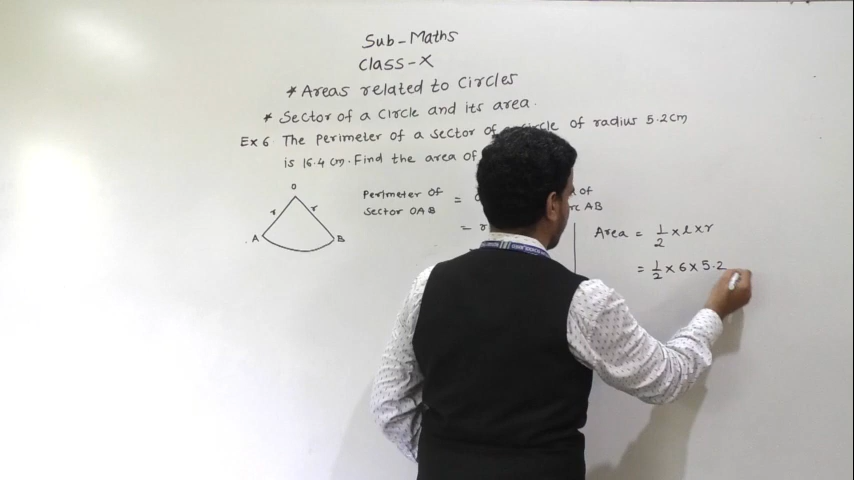 Sub-Maths
Class-X
* Areas related to Circles
* Sector of a circle and its area.
Ex 6 The Perimeter of a sector of circle of radius 5.2 cm
is 16.4 cm. Find the area of
O
r r
A B
Perimeter of
Sector OAB =
= r
of
AB
Area = 1/2 × l × r
= 1/2 × 6 × 5.2